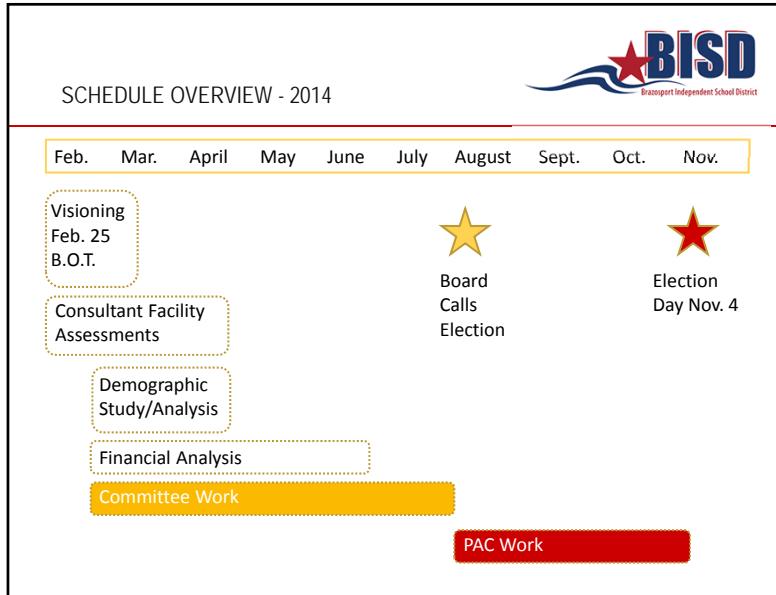 BISD
Brazosport Independent School District
SCHEDULE OVERVIEW - 2014
Feb. Mar. April May June July August Sept. Oct. Nov.
Visioning
Feb. 25
B.O.T.
Board
Calls
Election
Election
Day Nov. 4
Consultant Facility
Assessments
Demographic
Study/Analysis
Financial Analysis
Committee Work
PAC Work